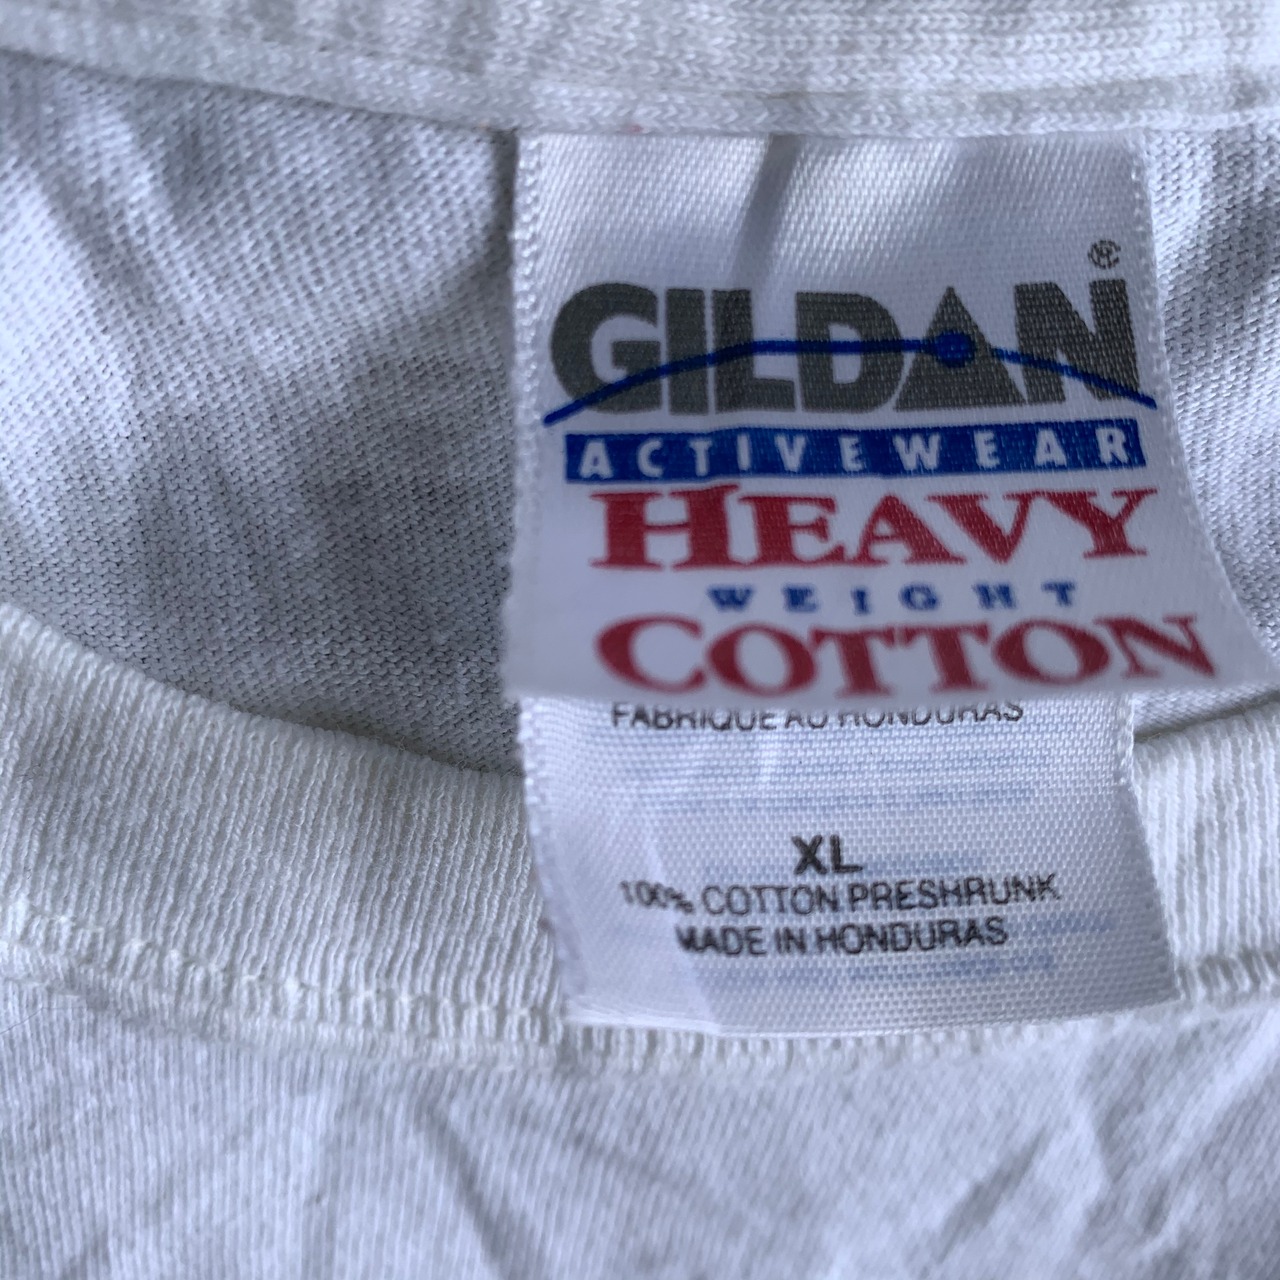 GILDAN®
ACTIVEWEAR
HEAVY
WEIGHT
COTTON
FABRIQUE AU HONDURAS
XL
100% COTTON PRESHRUNK
MADE IN HONDURAS